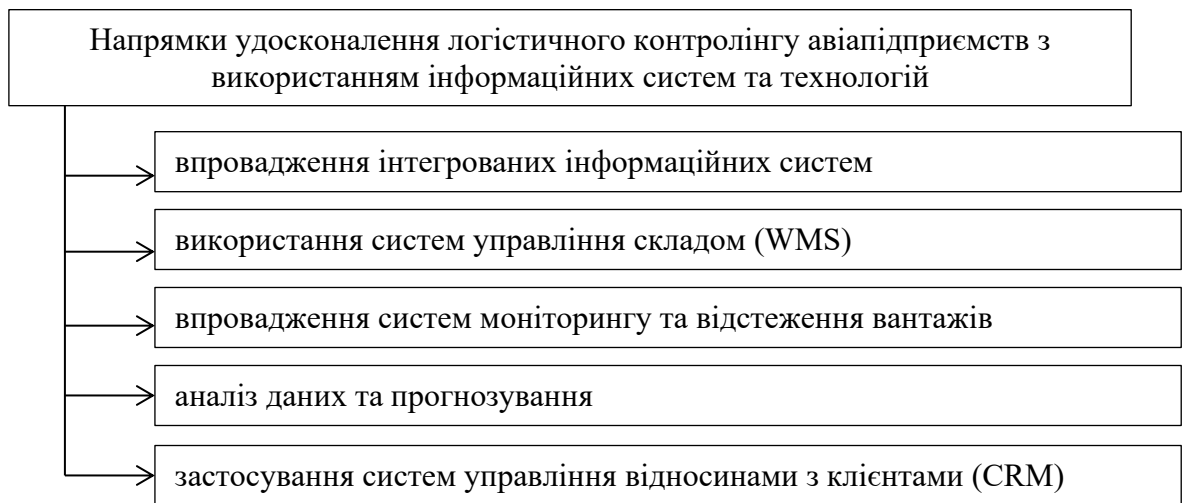 Напрямки удосконалення логістичного контролінгу авіапідприємств з
використанням інформаційних систем та технологій
впровадження інтегрованих інформаційних систем
використання систем управління складом (WMS)
впровадження систем моніторингу та відстеження вантажів
аналіз даних та прогнозування
застосування систем управління відносинами з клієнтами (CRM)